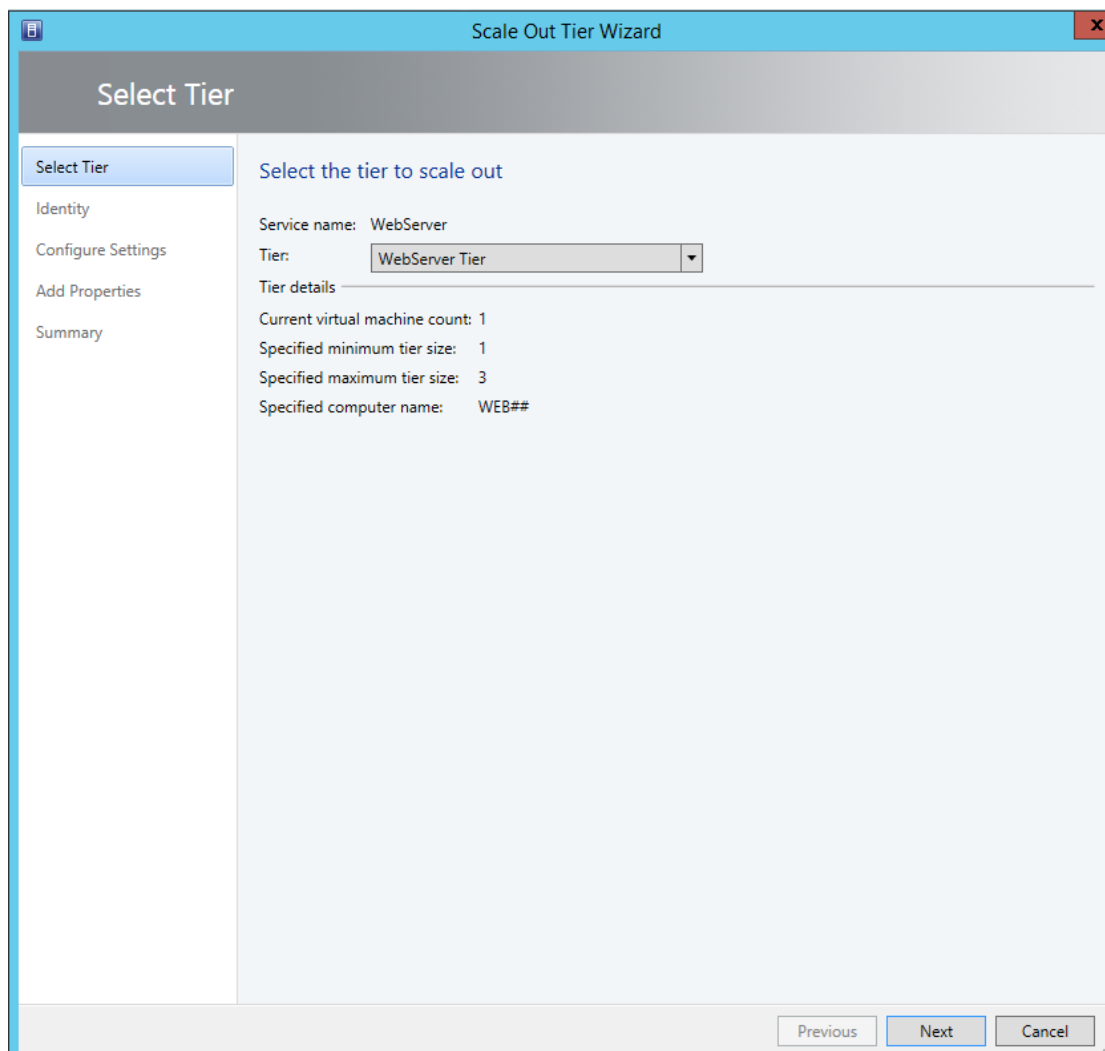 Scale Out Tier Wizard
x
Select Tier
Select Tier
Identity
Configure Settings
Add Properties
Summary
Select the tier to scale out
Service name: WebServer
Tier: WebServer Tier
Tier details
Current virtual machine count: 1
Specified minimum tier size: 1
Specified maximum tier size: 3
Specified computer name: WEB##
Previous Next Cancel